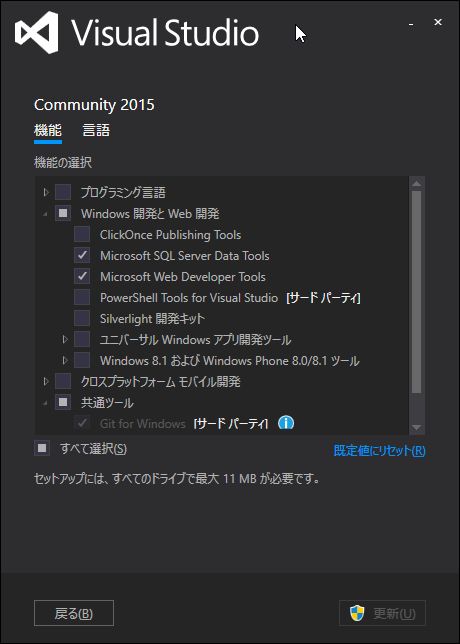 Visual Studio
Community 2015
機能 言語
機能の選択
プログラミング言語
Windows 開発と Web 開発
ClickOnce Publishing Tools
Microsoft SQL Server Data Tools
Microsoft Web Developer Tools
PowerShell Tools for Visual Studio [サード パーティ]
Silverlight 開発キット
ユニバーサル Windows アプリ開発ツール
Windows 8.1 および Windows Phone 8.0/8.1 ツール
クロスプラットフォーム モバイル開発
共通ツール
Git for Windows [サード パーティ]
すべて選択(S) 既定値にリセット(R)
セットアップには、すべてのドライブで最大 11 MB が必要です。
戻る(B) 更新(U)